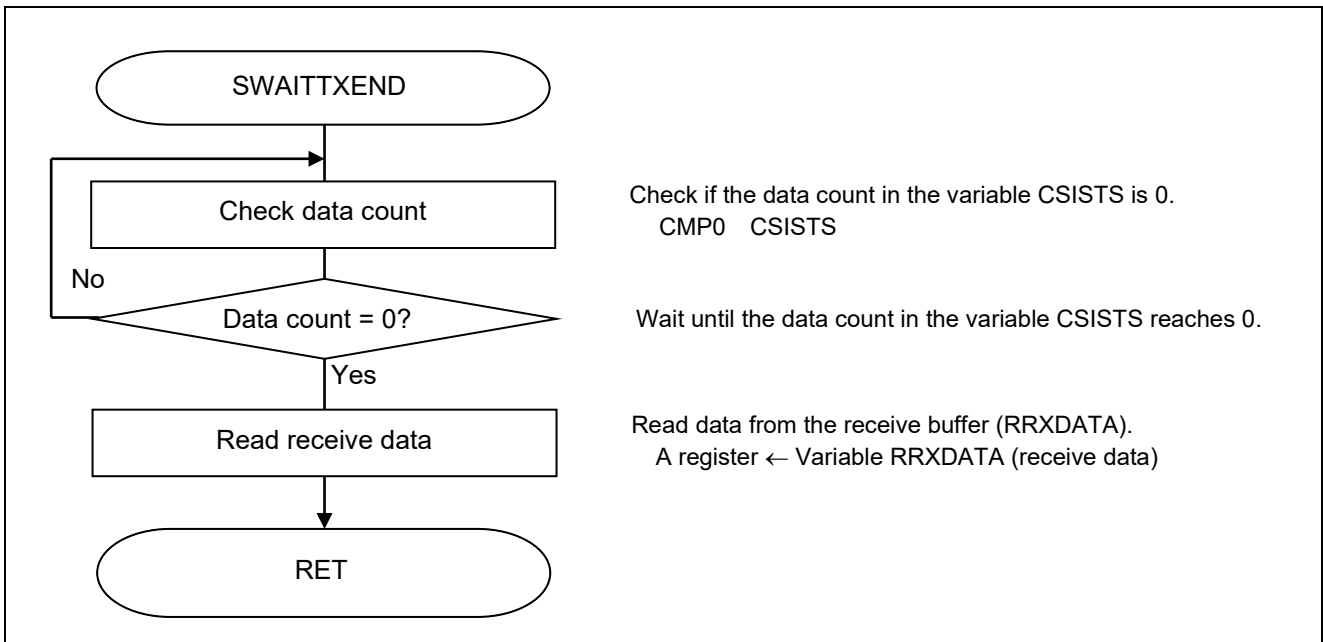 SWAITTXEND
Check data count
Check if the data count in the variable CSISTS is 0.
CMP0 CSISTS
No
Data count = 0?
Wait until the data count in the variable CSISTS reaches 0.
Yes
Read receive data
Read data from the receive buffer (RRXDATA).
A register ← Variable RRXDATA (receive data)
RET